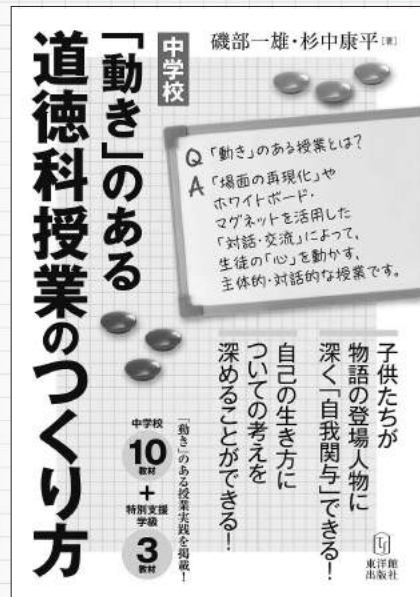 磯部一雄・杉中康平[著]
中学校
「動き」のある
道徳科授業のつくり方
Q 「動き」のある授業とは?
A 「場面の再現化」や
ホワイトボード・
マグネットを活用した
「対話・交流」によって、
生徒の「心」を動かす、
主体的・対話的な授業です。
子供たちが
物語の登場人物に
深く「自我関与」できる!
自己の生き方に
ついての考えを
深めることができる!
「動き」のある授業実践を掲載!
中学校
10
教材
+
特別支援
学級
3
教材
東洋館
出版社